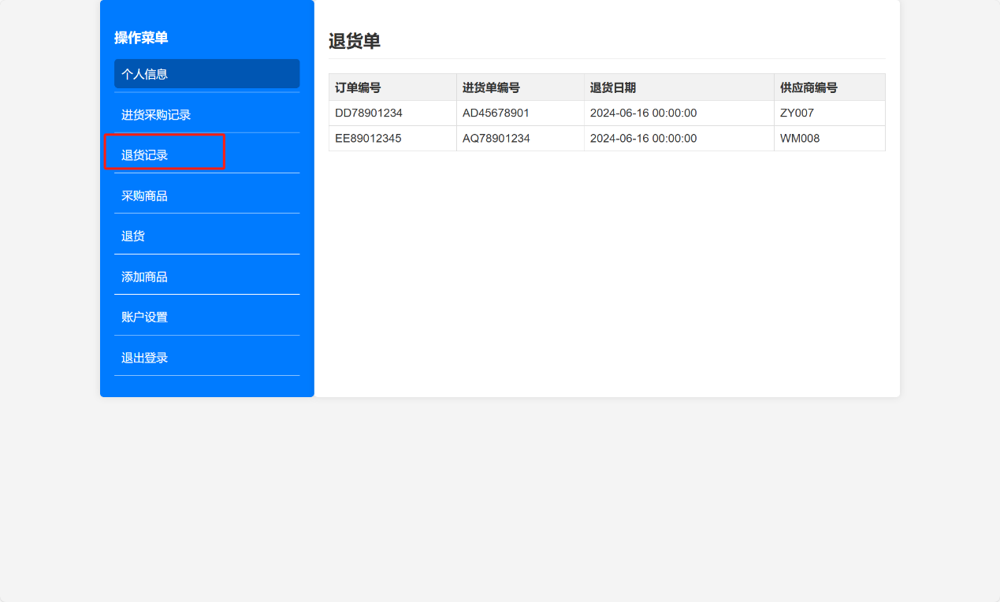 操作菜单
个人信息
进货采购记录
退货记录
采购商品
退货
添加商品
账户设置
退出登录
退货单
订单编号 进货单编号 退货日期 供应商编号
DD78901234 AD45678901 2024-06-16 00:00:00 ZY007
EE89012345 AQ78901234 2024-06-16 00:00:00 WM008